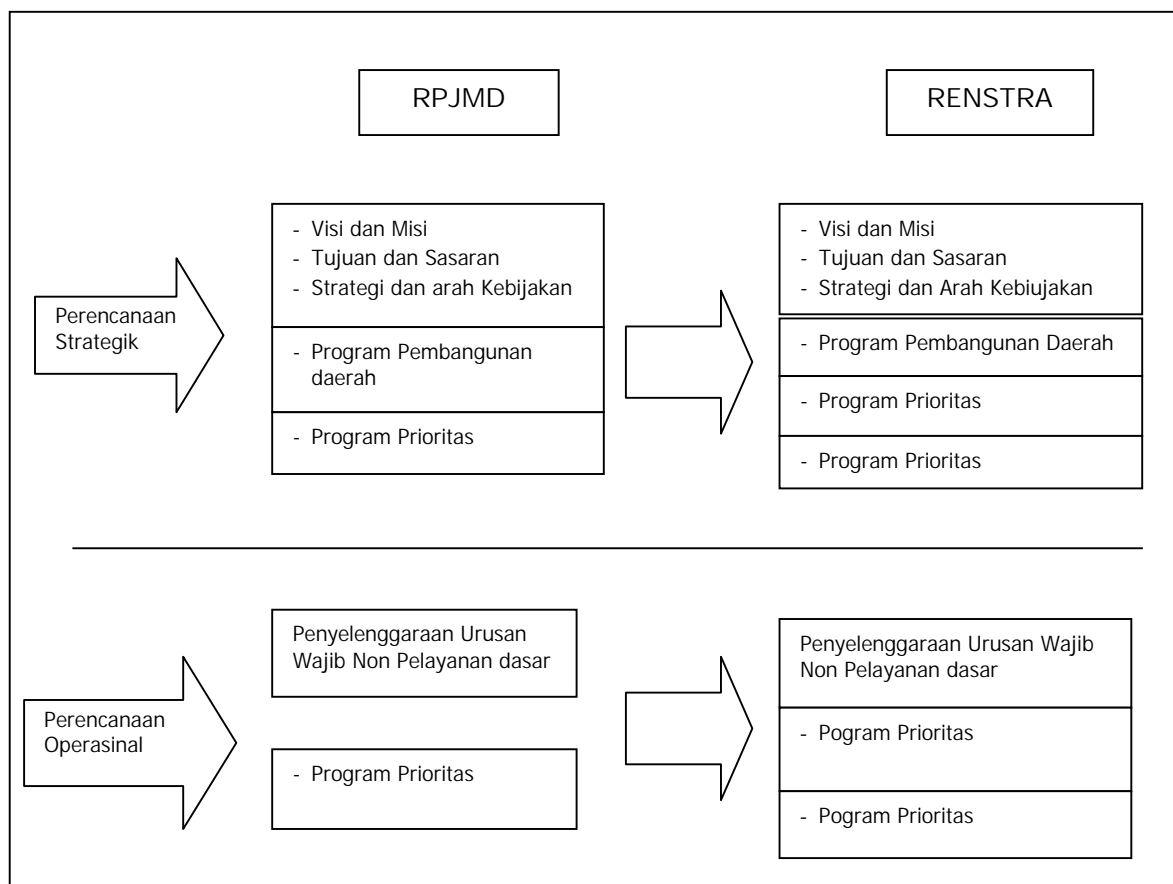 RPJMD
RENSTRA
Perencanaan
Strategik
- Visi dan Misi
- Tujuan dan Sasaran
- Strategi dan arah Kebijakan
- Program Pembangunan
daerah
- Program Prioritas
- Visi dan Misi
- Tujuan dan Sasaran
- Strategi dan Arah Kebiujakan
- Program Pembangunan Daerah
- Program Prioritas
- Program Prioritas
Perencanaan
Operasinal
Penyelenggaraan Urusan
Wajib Non Pelayanan dasar
- Program Prioritas
Penyelenggaraan Urusan Wajib
Non Pelayanan dasar
- Pogram Prioritas
- Pogram Prioritas